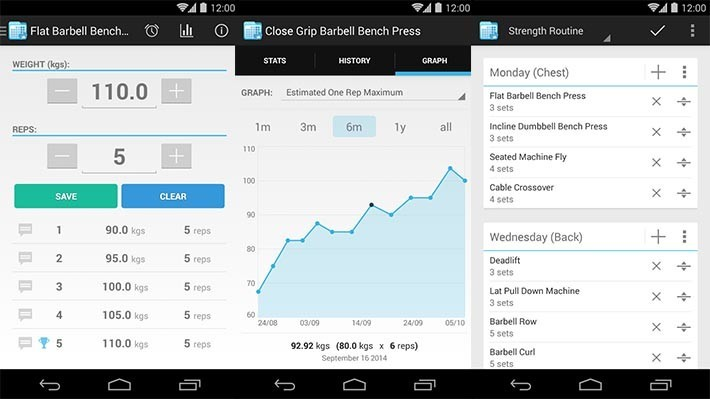 12:00
Flat Barbell Benc...
WEIGHT (kgs):
110.0
REPS:
5
SAVE
CLEAR
1 90.0 kgs 5 reps
2 95.0 kgs 5 reps
3 100.0 kgs 5 reps
4 105.0 kgs 5 reps
5 110.0 kgs 5 reps
12:00
Close Grip Barbell Bench Press
STATS HISTORY GRAPH
GRAPH: Estimated One Rep Maximum
1m 3m 6m 1y all
110
100
90
80
70
60
24/08 03/09 14/09 24/09 05/10
92.92 kgs (80.0 kgs x 6 reps)
September 16 2014
12:00
Strength Routine
Monday (Chest)
Flat Barbell Bench Press
3 sets
Incline Dumbbell Bench Press
3 sets
Seated Machine Fly
4 sets
Cable Crossover
4 sets
Wednesday (Back)
Deadlift
3 sets
Lat Pull Down Machine
3 sets
Barbell Row
5 sets
Barbell Curl
5 sets